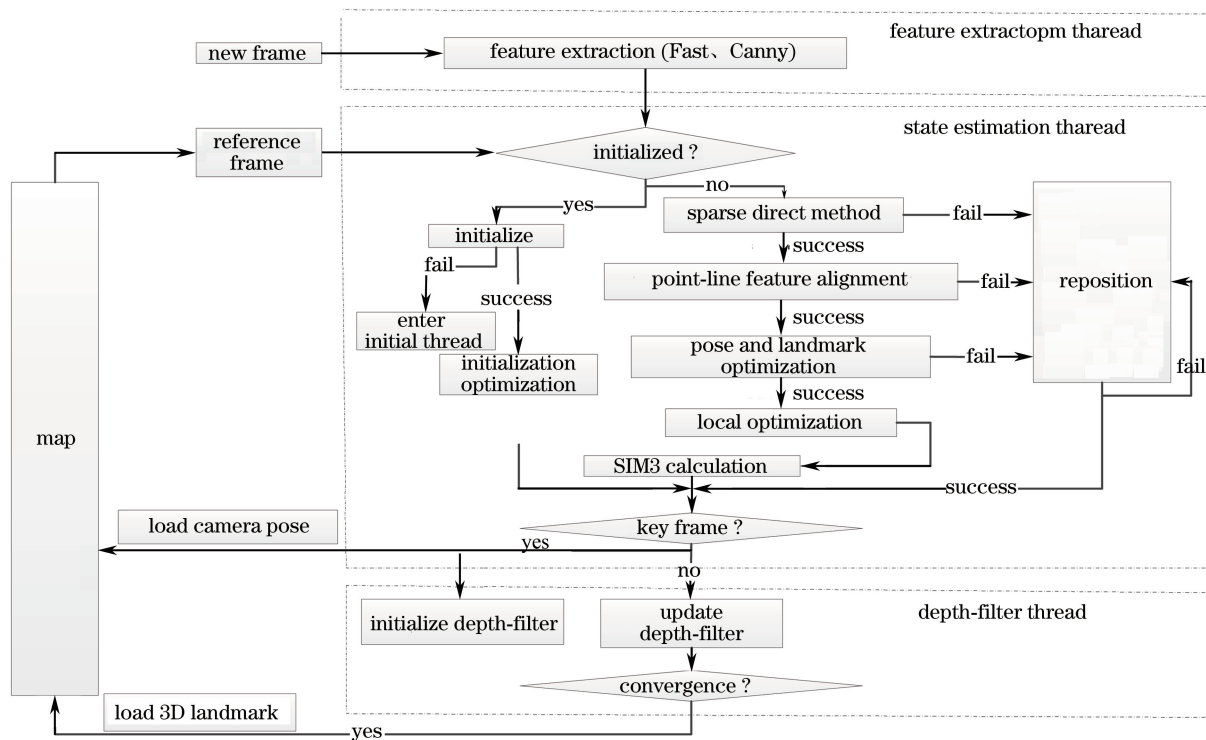 feature extractopm tharead
new frame
feature extraction (Fast、Canny)
state estimation tharead
reference
frame
initialized ?
no
yes
sparse direct method
fail
initialize
success
fail
point-line feature alignment
fail
reposition
success
enter
initial thread
success
pose and landmark
optimization
fail
fail
initialization
optimization
success
local optimization
map
SIM3 calculation
success
load camera pose
key frame ?
yes
no
initialize depth-filter
update
depth-filter
depth-filter thread
convergence ?
load 3D landmark
yes